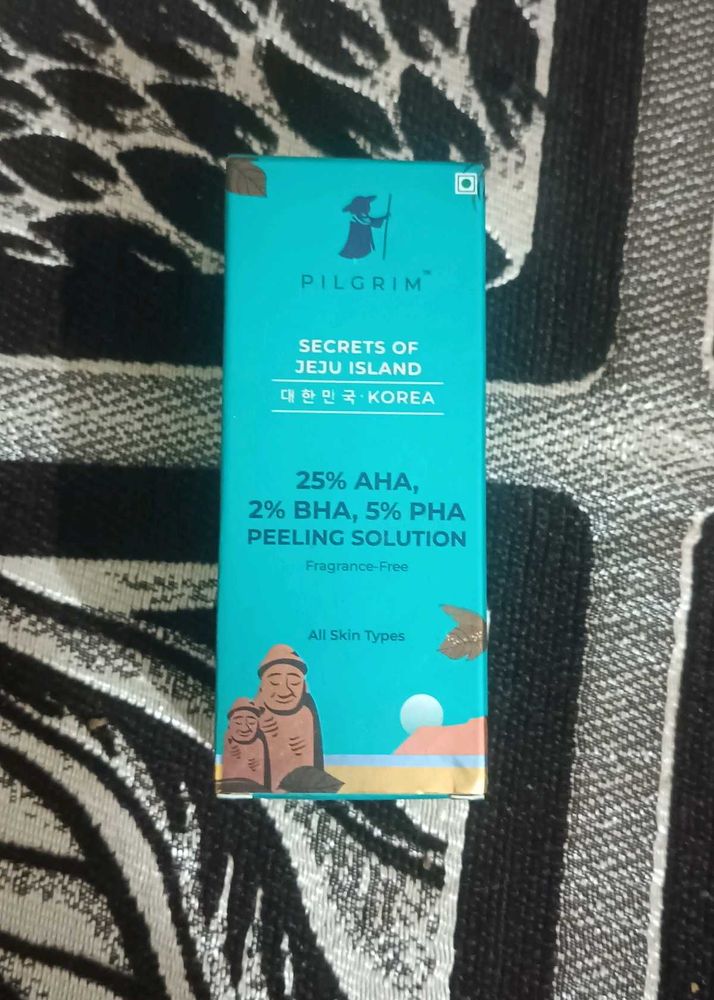 PILGRIM™
SECRETS OF
JEJU ISLAND
대한민국·KOREA
25% AHA,
2% BHA, 5% PHA
PEELING SOLUTION
Fragrance-Free
All Skin Types